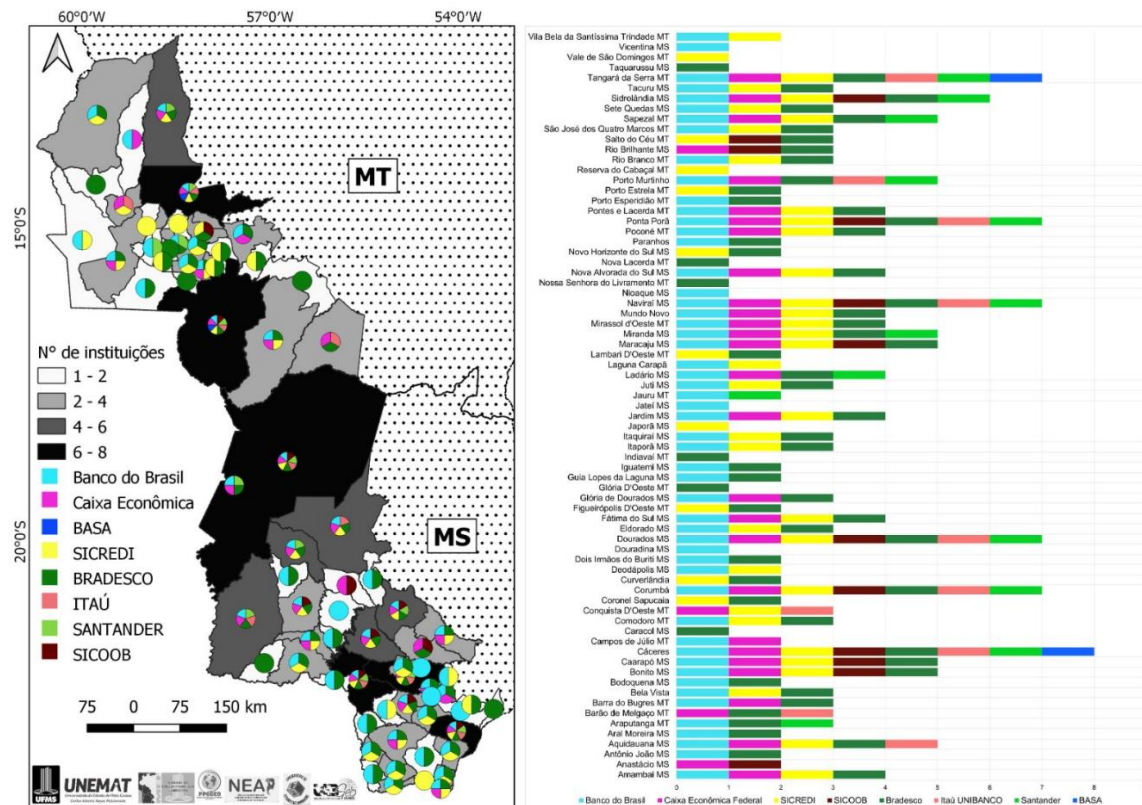 60°0'W 57°0'W 54°0'W
15°0'S
20°0'S
MT
MS
N° de instituições
1 - 2
2 - 4
4 - 6
6 - 8
Banco do Brasil
Caixa Econômica
BASA
SICREDI
BRADESCO
ITAÚ
SANTANDER
SICOOB
75 0 75 150 km
UFMS
UNEMAT
NEAP
Vila Bela da Santíssima Trindade MT
Vicentina MS
Vale de São Domingos MT
Taquarussu MS
Tangará da Serra MT
Tacuru MS
Sidrolândia MS
Sete Quedas MS
Sapezal MT
São José dos Quatro Marcos MT
Salto do Céu MT
Rio Brilhante MS
Rio Branco MT
Reserva do Cabaçal MT
Porto Murtinho
Porto Estrela MT
Porto Esperidião MT
Pontes e Lacerda MT
Ponta Porã
Poconé MT
Paranhos
Novo Horizonte do Sul MS
Nova Lacerda MT
Nova Alvorada do Sul MS
Nossa Senhora do Livramento MT
Nioaque MS
Naviraí MS
Mundo Novo
Mirassol d'Oeste MT
Miranda MS
Maracaju MS
Lambari D'Oeste MT
Laguna Carapã
Ladário MS
Juti MS
Jauru MT
Jateí MS
Jardim MS
Japorã MS
Itaquiraí MS
Itaporã MS
Indiavaí MT
Iguatemi MS
Guia Lopes da Laguna MS
Glória D'Oeste MT
Glória de Dourados MS
Figueirópolis D'Oeste MT
Fátima do Sul MS
Eldorado MS
Dourados MS
Douradina MS
Dois Irmãos do Buriti MS
Deodápolis MS
Curverlândia
Corumbá
Coronel Sapucaia
Conquista D'Oeste MT
Comodoro MT
Caracol MS
Campos de Júlio MT
Cáceres
Caarapó MS
Bonito MS
Bodoquena MS
Bela Vista
Barra do Bugres MT
Barão de Melgaço MT
Araputanga MT
Aral Moreira MS
Aquidauana MS
Antônio João MS
Anastácio MS
Amambai MS
0 1 2 3 4 5 6 7 8
Banco do Brasil Caixa Econômica Federal SICREDI SICOOB Bradesco Itaú UNIBANCO Santander BASA